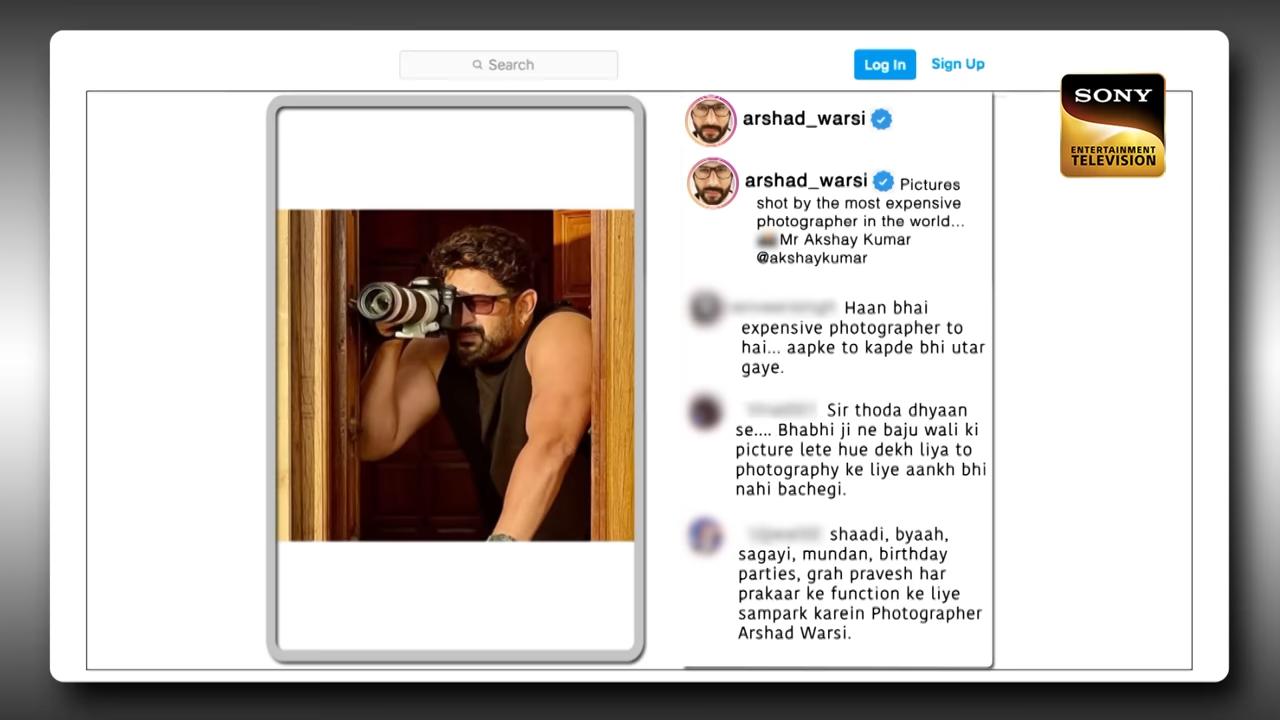 Search
Log In
Sign Up
SONY
ENTERTAINMENT
TELEVISION
arshad_warsi
arshad_warsi Pictures
shot by the most expensive
photographer in the world...
Mr Akshay Kumar
@akshaykumar
Haan bhai
expensive photographer to
hai... aapke to kapde bhi utar
gaye.
Sir thoda dhyaan
se.... Bhabhi ji ne baju wali ki
picture lete hue dekh liya to
photography ke liye aankh bhi
nahi bachegi.
shaadi, byaah,
sagayi, mundan, birthday
parties, grah pravesh har
prakaar ke function ke liye
sampark karein Photographer
Arshad Warsi.